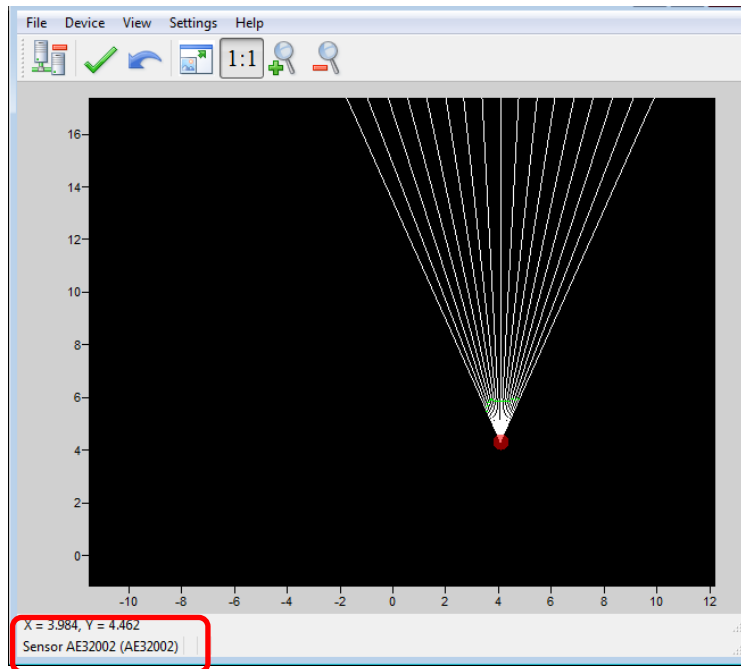 File Device View Settings Help
1:1
16
14
12
10
8
6
4
2
0
-10 -8 -6 -4 -2 0 2 4 6 8 10 12
X = 3.984, Y = 4.462
Sensor AE32002 (AE32002)